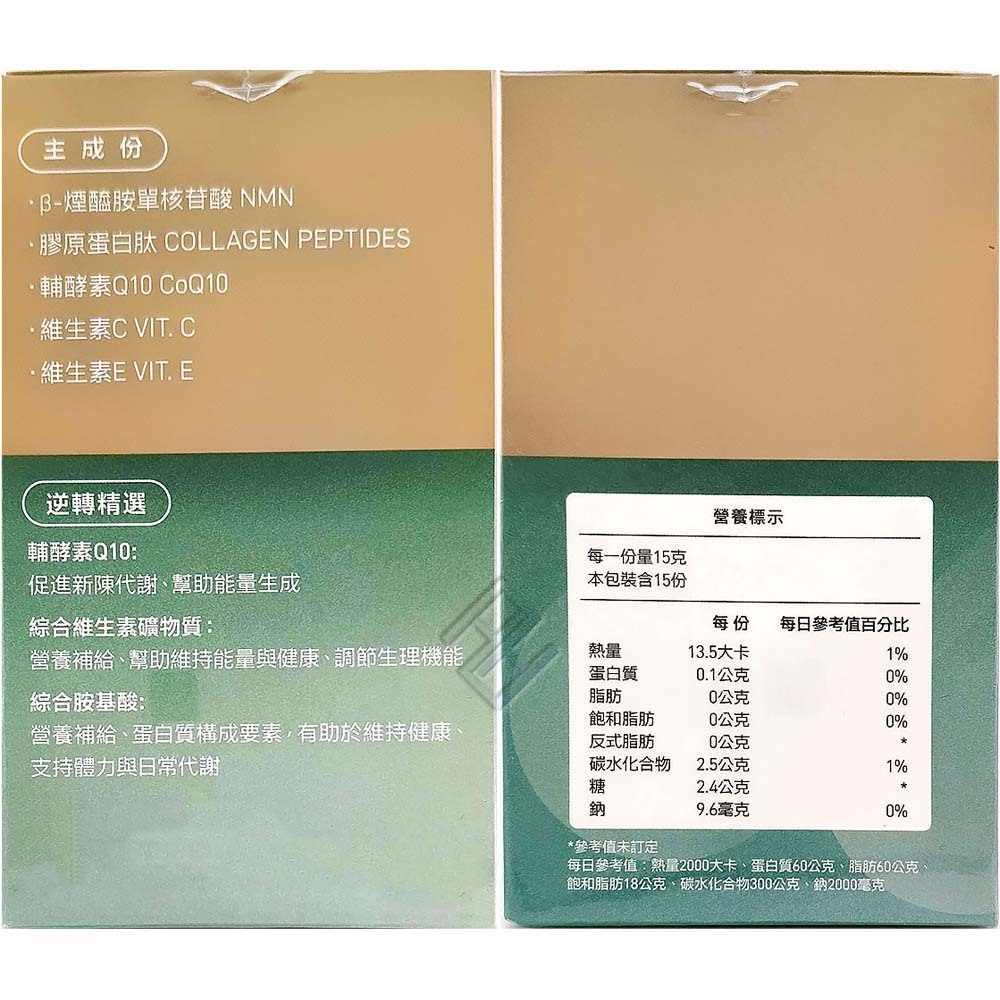 主成份
·β-煙醯胺單核苷酸 NMN
·膠原蛋白肽 COLLAGEN PEPTIDES
·輔酵素Q10 CoQ10
·維生素C VIT. C
·維生素E VIT. E
逆轉精選
輔酵素Q10:
促進新陳代謝、幫助能量生成
綜合維生素礦物質：
營養補給、幫助維持能量與健康、調節生理機能
綜合胺基酸:
營養補給、蛋白質構成要素，有助於維持健康、
支持體力與日常代謝
營養標示
每一份量15克
本包裝含15份
每份 每日參考值百分比
熱量 13.5大卡 1%
蛋白質 0.1公克 0%
脂肪 0公克 0%
飽和脂肪 0公克 0%
反式脂肪 0公克 *
碳水化合物 2.5公克 1%
糖 2.4公克 *
鈉 9.6毫克 0%
*參考值未訂定
每日參考值：熱量2000大卡、蛋白質60公克、脂肪60公克、
飽和脂肪18公克、碳水化合物300公克、鈉2000毫克